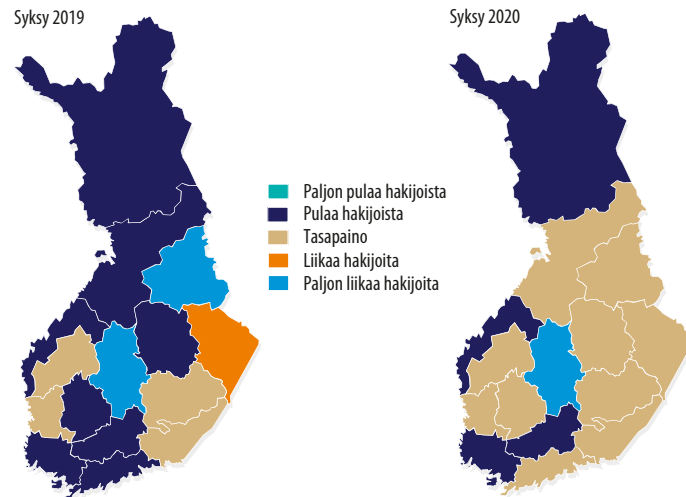 Syksy 2019
Syksy 2020
Paljon pulaa hakijoista
Pulaa hakijoista
Tasapaino
Liikaa hakijoita
Paljon liikaa hakijoita